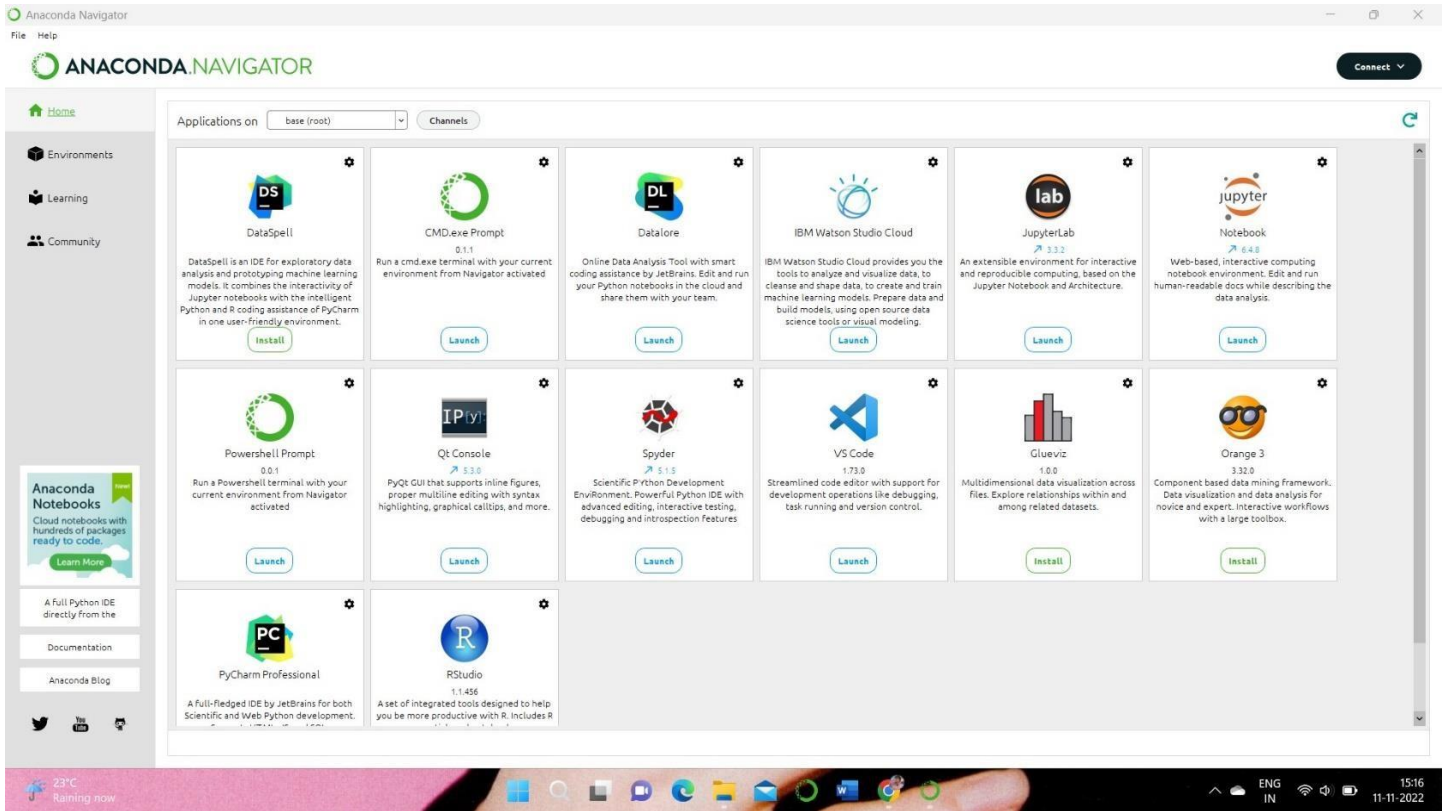 Anaconda Navigator
File Help
ANACONDA.NAVIGATOR
Connect
Home
Environments
Learning
Community
Applications on base (root) Channels
DS
DataSpell
DataSpell is an IDE for exploratory data
analysis and prototyping machine learning
models. It combines the interactivity of
Jupyter notebooks with the intelligent
Python and R coding assistance of PyCharm
in one user-friendly environment.
Install
CMD.exe Prompt
0.1.1
Run a cmd.exe terminal with your current
environment from Navigator activated
Launch
DL
Datalore
Online Data Analysis Tool with smart
coding assistance by JetBrains. Edit and run
your Python notebooks in the cloud and
share them with your team.
Launch
IBM Watson Studio Cloud
IBM Watson Studio Cloud provides you the
tools to analyze and visualize data, to
cleanse and shape data, to create and train
machine learning models. Prepare data and
build models, using open source data
science tools or visual modeling.
Launch
lab
JupyterLab
3.3.2
An extensible environment for interactive
and reproducible computing, based on the
Jupyter Notebook and Architecture.
Launch
jupyter
Notebook
6.4.8
Web-based, interactive computing
notebook environment. Edit and run
human-readable docs while describing the
data analysis.
Launch
Powershell Prompt
0.0.1
Run a Powershell terminal with your
current environment from Navigator
activated
Launch
IP[y]:
Qt Console
5.3.0
PyQt GUI that supports inline figures,
proper multiline editing with syntax
highlighting, graphical calltips, and more.
Launch
Spyder
5.1.5
Scientific PYthon Development
EnviRonment. Powerful Python IDE with
advanced editing, interactive testing,
debugging and introspection features
Launch
VS Code
1.73.0
Streamlined code editor with support for
development operations like debugging,
task running and version control.
Launch
Glueviz
1.0.0
Multidimensional data visualization across
files. Explore relationships within and
among related datasets.
Install
Orange 3
3.32.0
Component based data mining framework.
Data visualization and data analysis for
novice and expert. Interactive workflows
with a large toolbox.
Install
PC
PyCharm Professional
A full-fledged IDE by JetBrains for both
Scientific and Web Python development.
R
RStudio
1.1.456
A set of integrated tools designed to help
you be more productive with R. Includes R
Anaconda
Notebooks
Cloud notebooks with
hundreds of packages
ready to code.
Learn More
A full Python IDE
directly from the
Documentation
Anaconda Blog
You
Tube
23°C
Raining now
ENG
IN
15:16
11-11-2022